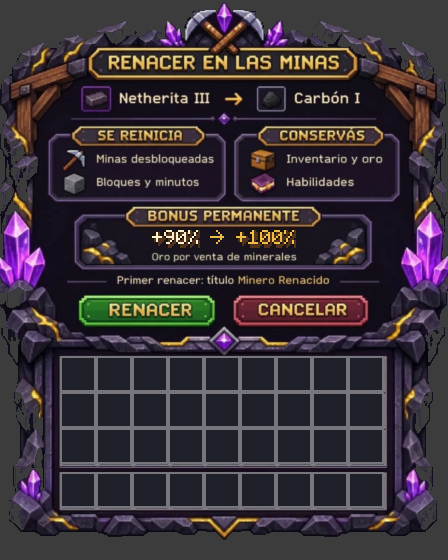 RENACER EN LAS MINAS
Netherita III → Carbón I
SE REINICIA
Minas desbloqueadas
Bloques y minutos
CONSERVÁS
Inventario y oro
Habilidades
BONUS PERMANENTE
+90% → +100%
Oro por venta de minerales
Primer renacer: título Minero Renacido
RENACER
CANCELAR